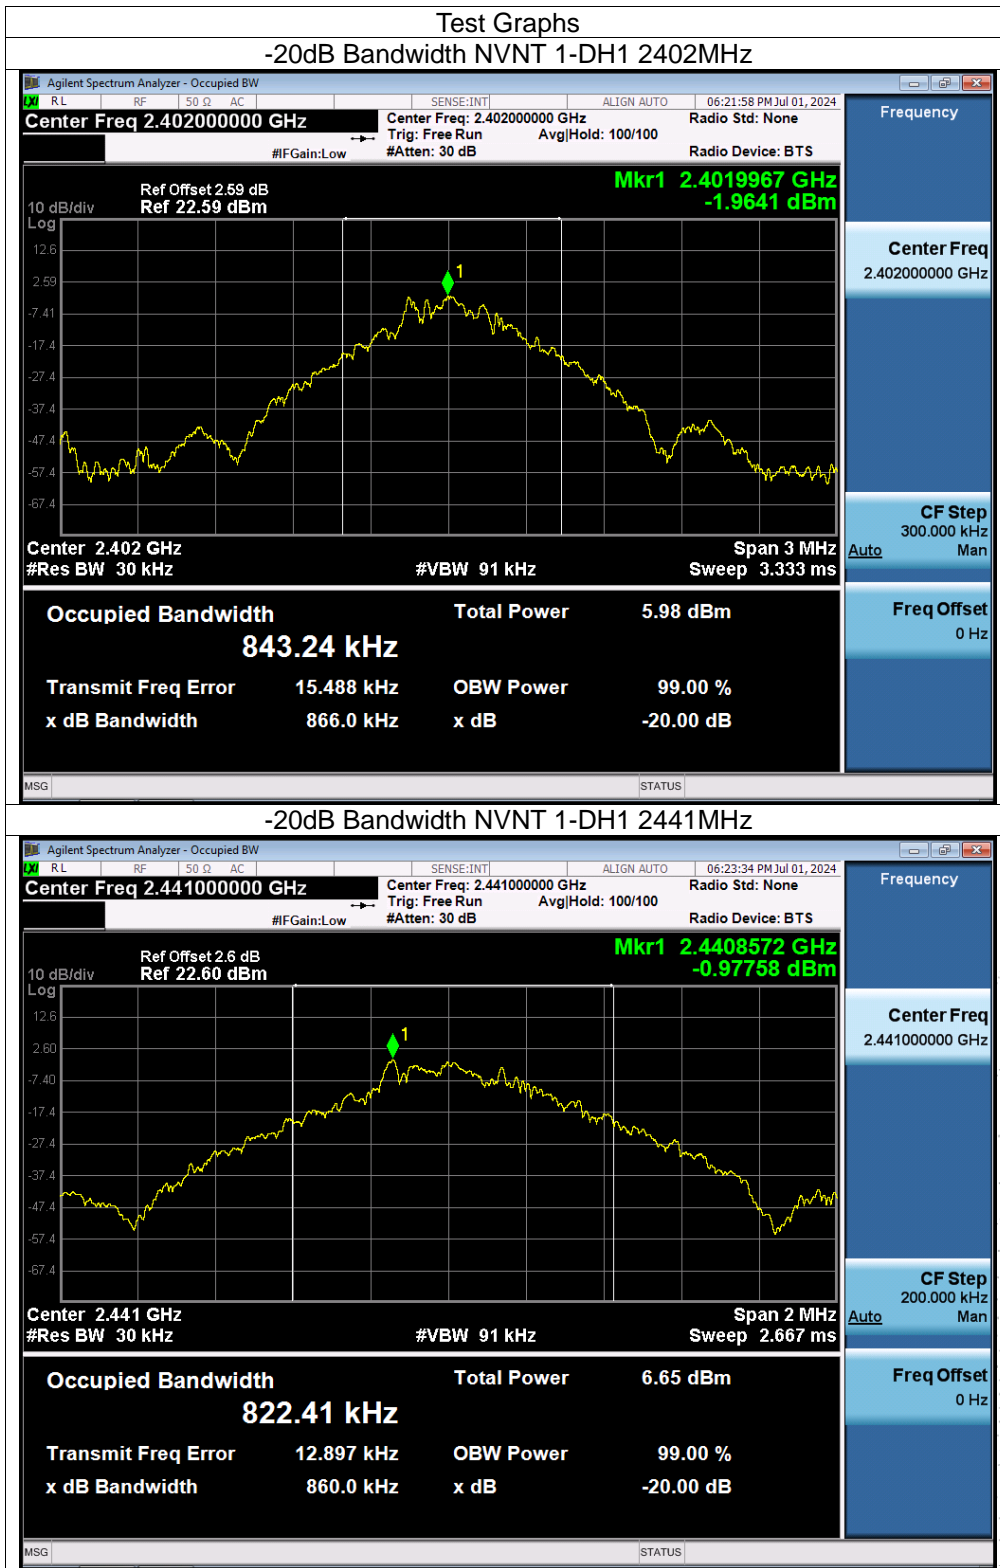 Test Graphs
-20dB Bandwidth NVNT 1-DH1 2402MHz
Agilent Spectrum Analyzer - Occupied BW
LXI RL RF 50 Ω AC SENSE:INT ALIGN AUTO 06:21:58 PM Jul 01, 2024
Center Freq 2.402000000 GHz
Center Freq: 2.402000000 GHz
Radio Std: None
Trig: Free Run Avg|Hold: 100/100
#IFGain:Low #Atten: 30 dB
Radio Device: BTS
Frequency
Ref Offset 2.59 dB
10 dB/div Ref 22.59 dBm
Mkr1 2.4019967 GHz
-1.9641 dBm
Log
12.6
2.59
-7.41
-17.4
-27.4
-37.4
-47.4
-57.4
-67.4
1
Center 2.402 GHz Span 3 MHz
#Res BW 30 kHz #VBW 91 kHz Sweep 3.333 ms
Center Freq
2.402000000 GHz
CF Step
300.000 kHz
Auto Man
Freq Offset
0 Hz
Occupied Bandwidth Total Power 5.98 dBm
843.24 kHz
Transmit Freq Error 15.488 kHz OBW Power 99.00 %
x dB Bandwidth 866.0 kHz x dB -20.00 dB
MSG STATUS
-20dB Bandwidth NVNT 1-DH1 2441MHz
Agilent Spectrum Analyzer - Occupied BW
LXI RL RF 50 Ω AC SENSE:INT ALIGN AUTO 06:23:34 PM Jul 01, 2024
Center Freq 2.441000000 GHz
Center Freq: 2.441000000 GHz
Radio Std: None
Trig: Free Run Avg|Hold: 100/100
#IFGain:Low #Atten: 30 dB
Radio Device: BTS
Frequency
Ref Offset 2.6 dB
10 dB/div Ref 22.60 dBm
Mkr1 2.4408572 GHz
-0.97758 dBm
Log
12.6
2.60
-7.40
-17.4
-27.4
-37.4
-47.4
-57.4
-67.4
1
Center 2.441 GHz Span 2 MHz
#Res BW 30 kHz #VBW 91 kHz Sweep 2.667 ms
Center Freq
2.441000000 GHz
CF Step
200.000 kHz
Auto Man
Freq Offset
0 Hz
Occupied Bandwidth Total Power 6.65 dBm
822.41 kHz
Transmit Freq Error 12.897 kHz OBW Power 99.00 %
x dB Bandwidth 860.0 kHz x dB -20.00 dB
MSG STATUS